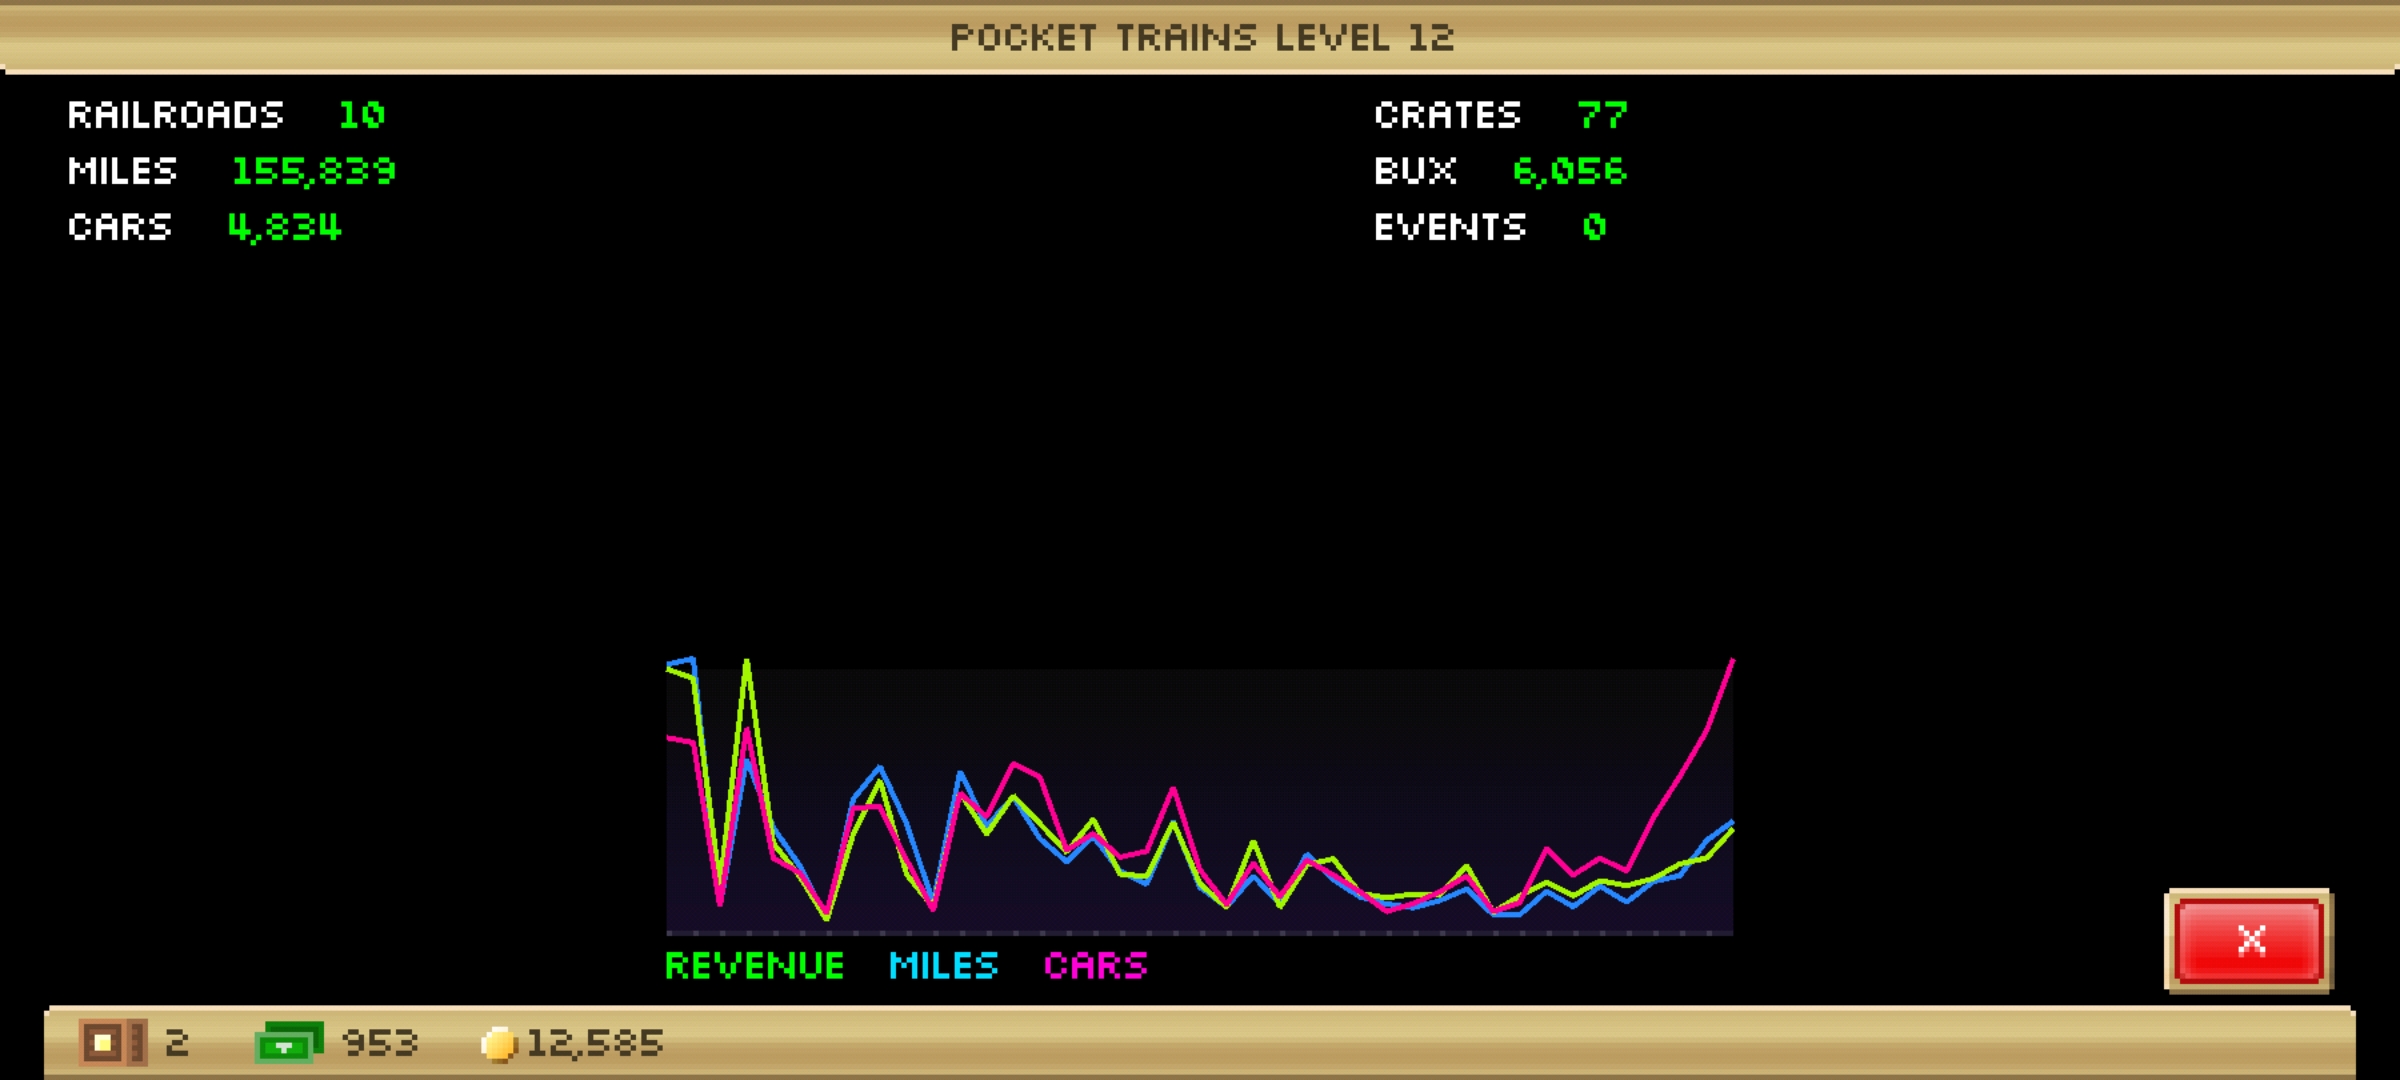 POCKET TRAINS LEVEL 12
RAILROADS 10
MILES 155,839
CARS 4,834
CRATES 77
BUX 6,056
EVENTS 0
REVENUE MILES CARS
X
2 953 12,585